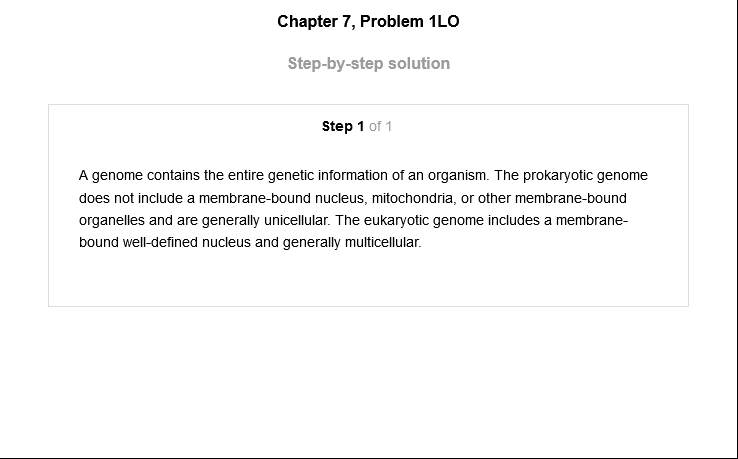 Chapter 7, Problem 1LO
Step-by-step solution
Step 1 of 1
A genome contains the entire genetic information of an organism. The prokaryotic genome
does not include a membrane-bound nucleus, mitochondria, or other membrane-bound
organelles and are generally unicellular. The eukaryotic genome includes a membrane-
bound well-defined nucleus and generally multicellular.